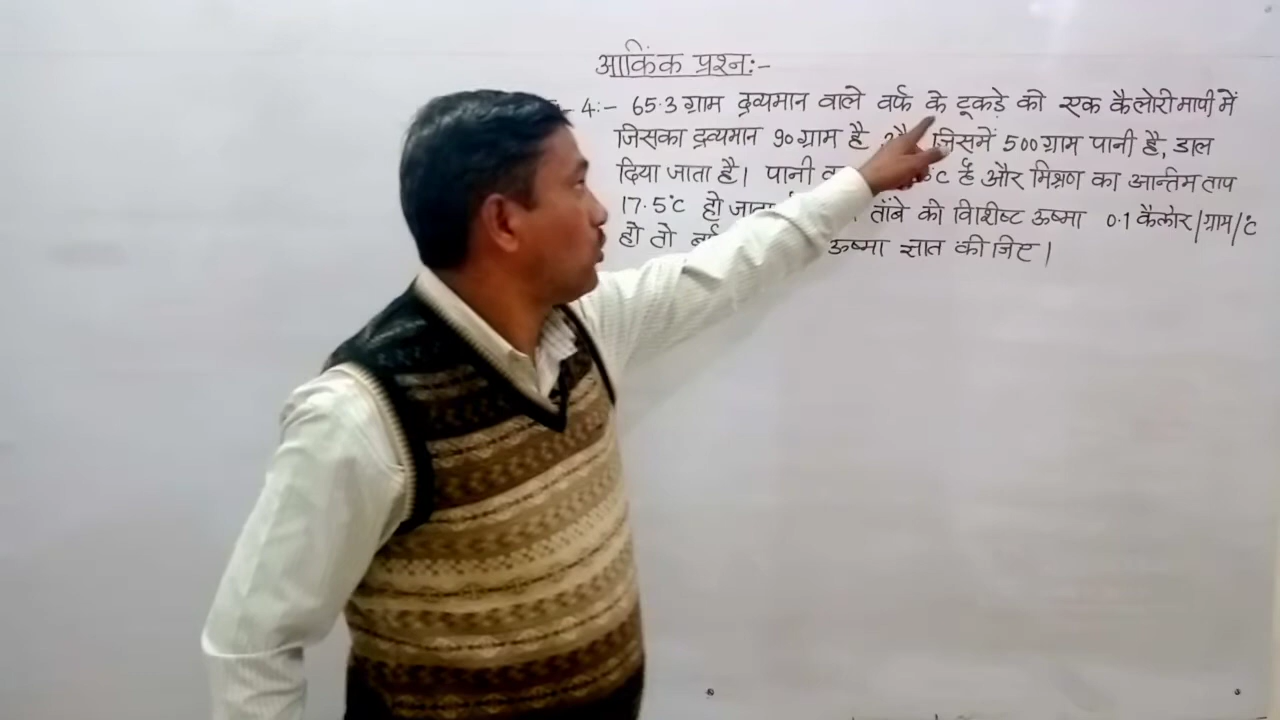 आकिंक प्रश्न:-
4:- 65.3 ग्राम द्रव्यमान वाले वर्फ के टूकड़े को एक कैलोरीमापी में
जिसका द्रव्यमान 90 ग्राम है जिसमें 500 ग्राम पानी है, डाल
दिया जाता है। पानी °C है और मिश्रण का आन्तिम ताप
17.5°C हो जाता ताँबे की विशिष्ट ऊष्मा 0.1 कैलोर/ग्राम/°C
हो तो ऊष्मा ज्ञात कीजिए।